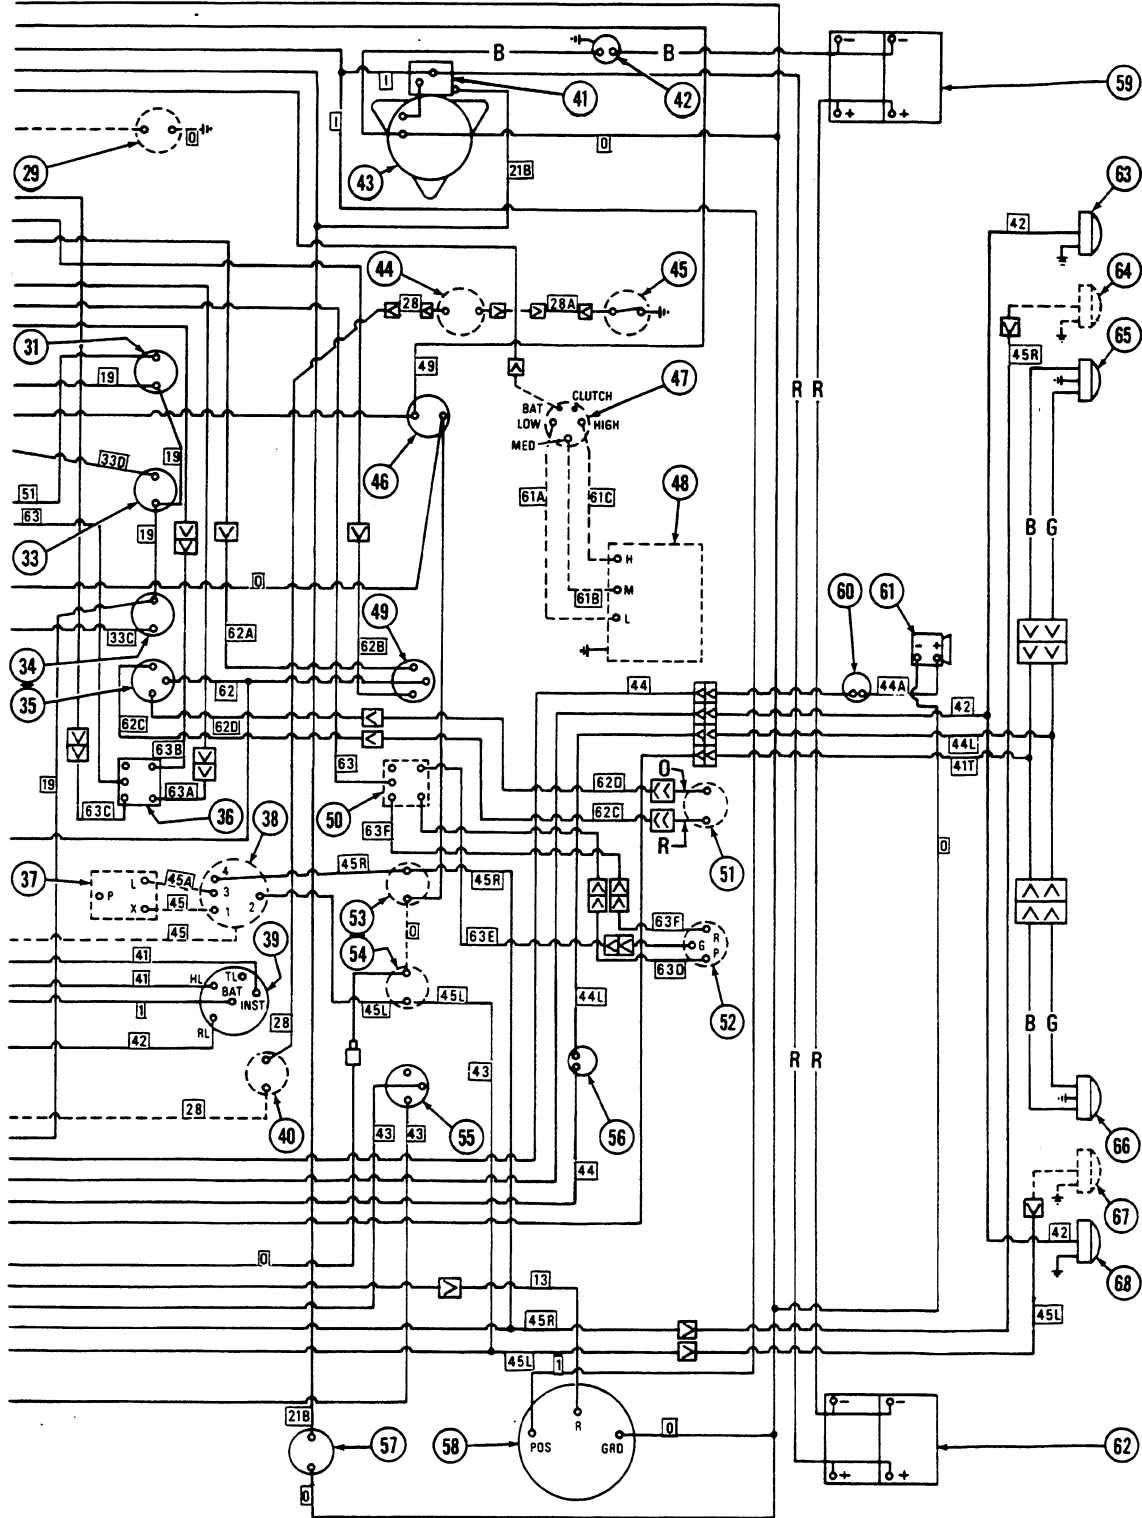 B
B
42
41
59
1
1
0
29
43
0
21B
63
42
44
45
64
28
28A
65
31
49
47
45R
19
CLUTCH
BAT
LOW
HIGH
MED
R
R
46
33D
19
48
51
63
61A
61C
33
19
B
G
H
0
M
61B
60
61
49
L
33C
62A
62B
- +
34
44
44A
35
62
42
62C
62D
44L
63B
41T
19
63
62D
O
63C
63A
36
50
62C
R
51
38
63F
0
37
4
45R
45R
L
45A
3
P
X
45
1
2
53
45
0
63E
63F
R
G
P
63D
39
54
52
41
HL
TL
BAT
INST
41
1
RL
42
28
45L
45L
44L
B
G
R
R
43
56
40
28
43
43
55
44
66
67
42
0
68
13
45R
45L
45L
1
21B
57
58
R
POS
GRD
0
- -
+ +
62
0